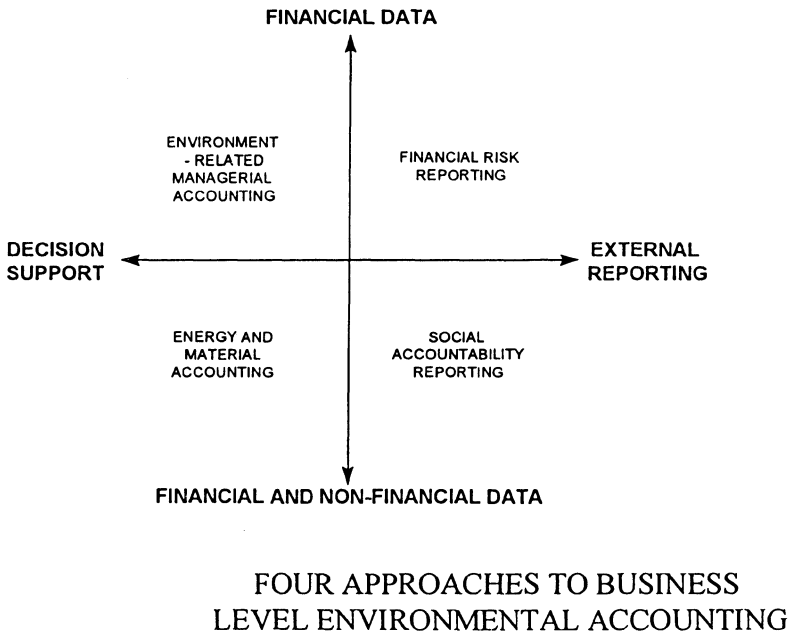 FINANCIAL DATA
ENVIRONMENT
- RELATED
MANAGERIAL
ACCOUNTING
FINANCIAL RISK
REPORTING
DECISION
SUPPORT
EXTERNAL
REPORTING
ENERGY AND
MATERIAL
ACCOUNTING
SOCIAL
ACCOUNTABILITY
REPORTING
FINANCIAL AND NON-FINANCIAL DATA
FOUR APPROACHES TO BUSINESS
LEVEL ENVIRONMENTAL ACCOUNTING